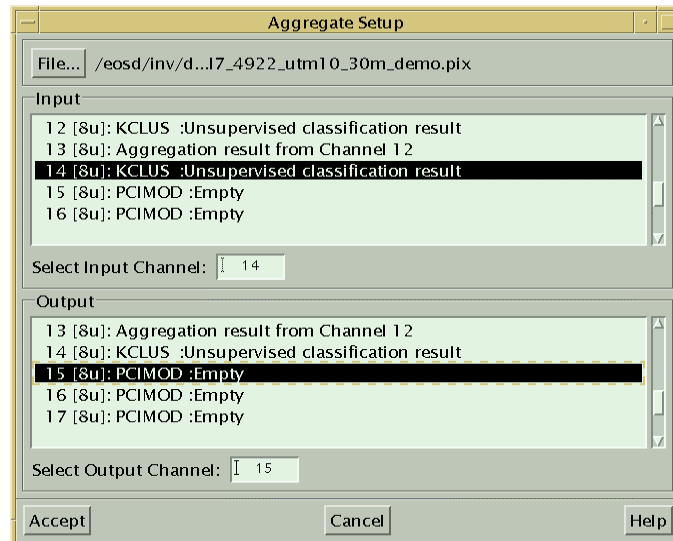 Aggregate Setup
File... /eosd/inv/d...l7_4922_utm10_30m_demo.pix
Input
12 [8u]: KCLUS :Unsupervised classification result
13 [8u]: Aggregation result from Channel 12
14 [8u]: KCLUS :Unsupervised classification result
15 [8u]: PCIMOD :Empty
16 [8u]: PCIMOD :Empty
Select Input Channel: 14
Output
13 [8u]: Aggregation result from Channel 12
14 [8u]: KCLUS :Unsupervised classification result
15 [8u]: PCIMOD :Empty
16 [8u]: PCIMOD :Empty
17 [8u]: PCIMOD :Empty
Select Output Channel: 15
Accept Cancel Help